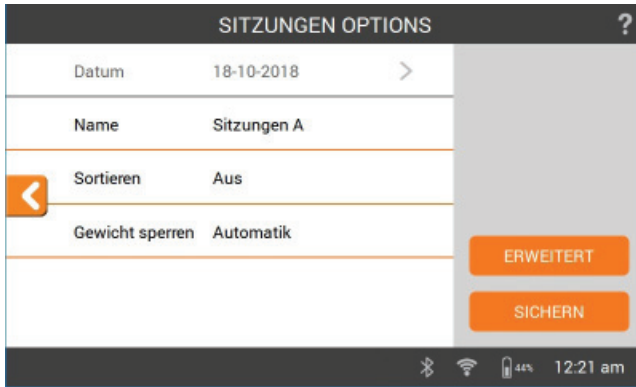 SITZUNGEN OPTIONS ?
Datum 18-10-2018
Name Sitzungen A
Sortieren Aus
Gewicht sperren Automatik
ERWEITERT
SICHERN
44% 12:21 am